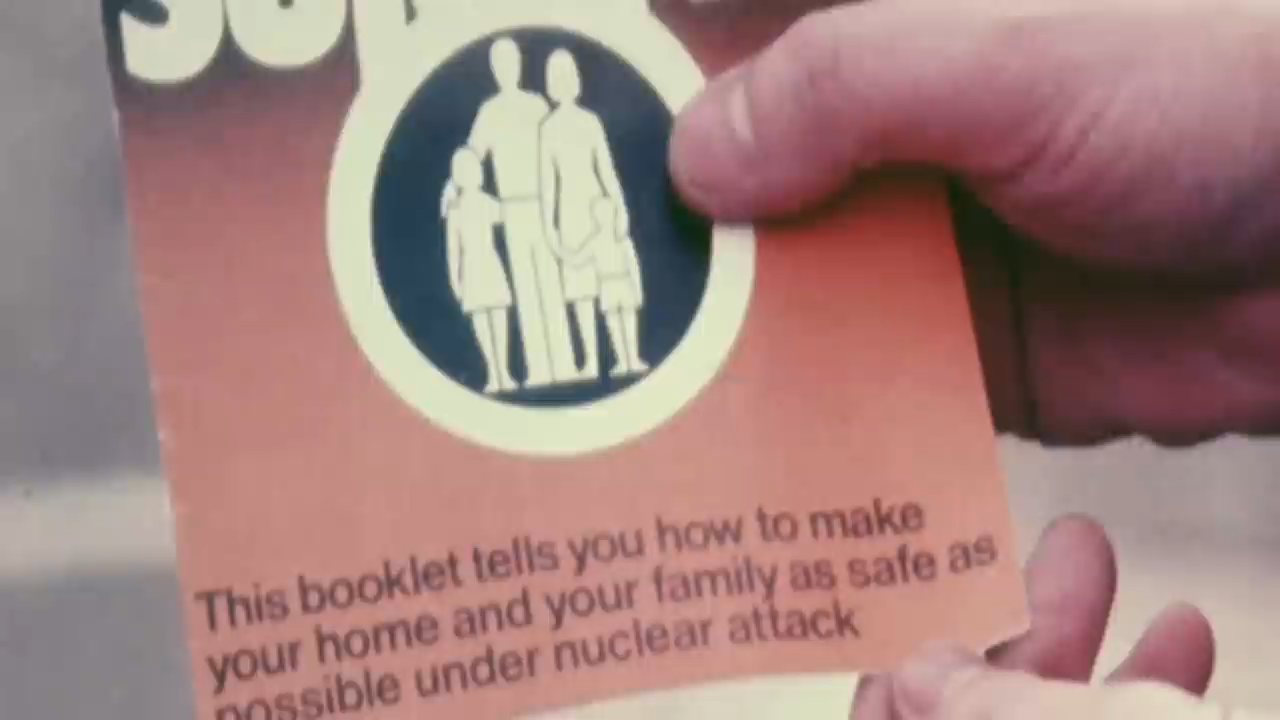 This booklet tells you how to make
your home and your family as safe as
possible under nuclear attack